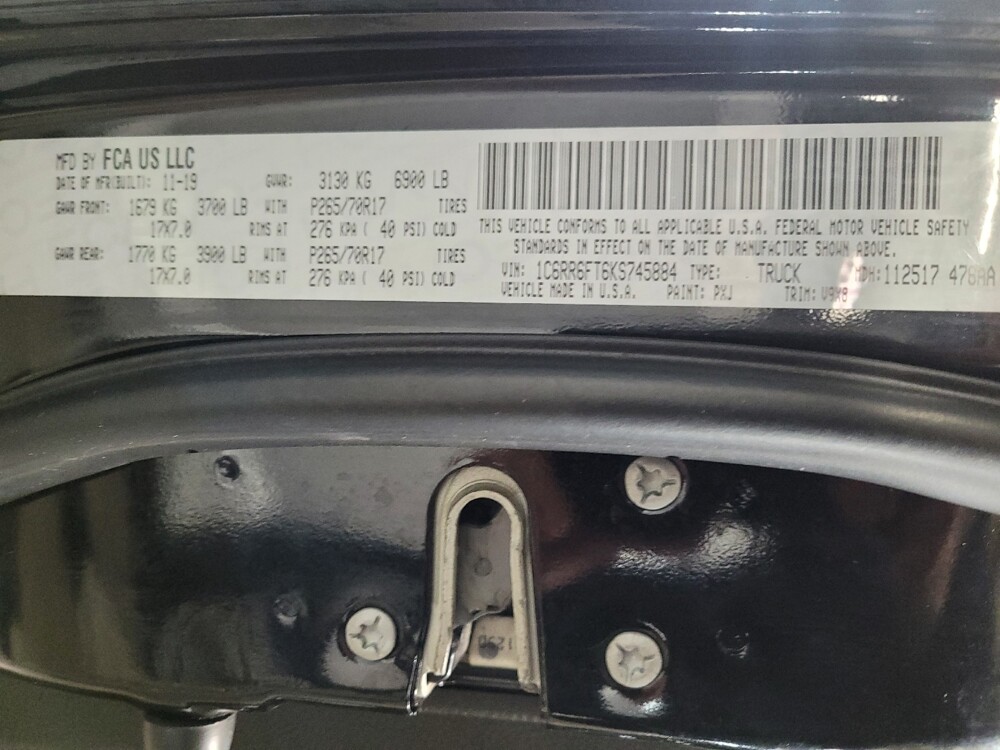 MFD BY FCA US LLC
DATE OF MFR(BUILT): 11-19 GVWR: 3130 KG 6900 LB
GAWR FRONT: 1679 KG 3700 LB WITH P265/70R17 TIRES
17X7.0 RIMS AT 276 KPA ( 40 PSI) COLD
GAWR REAR: 1770 KG 3900 LB WITH P265/70R17 TIRES
17X7.0 RIMS AT 276 KPA ( 40 PSI) COLD
THIS VEHICLE CONFORMS TO ALL APPLICABLE U.S.A. FEDERAL MOTOR VEHICLE SAFETY
STANDARDS IN EFFECT ON THE DATE OF MANUFACTURE SHOWN ABOVE.
VIN: 1C6RR6FT6KS745884 TYPE: TRUCK MDH: 112517 476AA
VEHICLE MADE IN U.S.A. PAINT: PXJ TRIM: